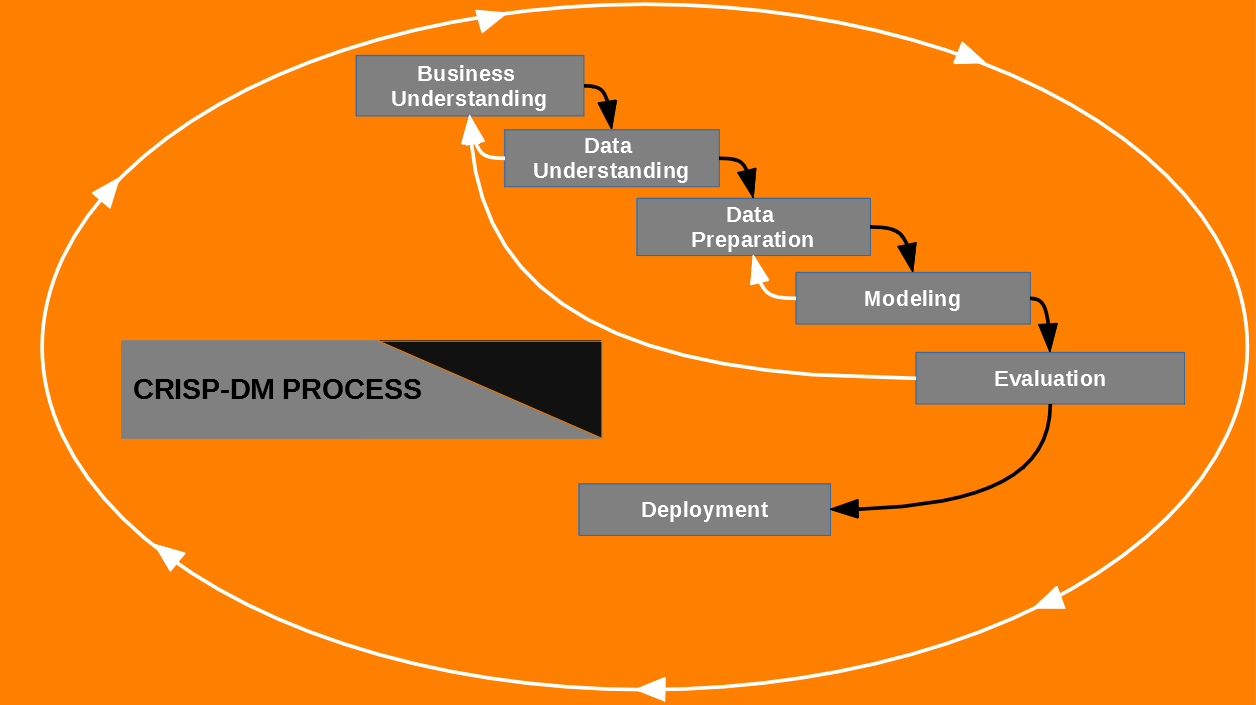 Business
Understanding
Data
Understanding
Data
Preparation
Modeling
Evaluation
CRISP-DM PROCESS
Deployment